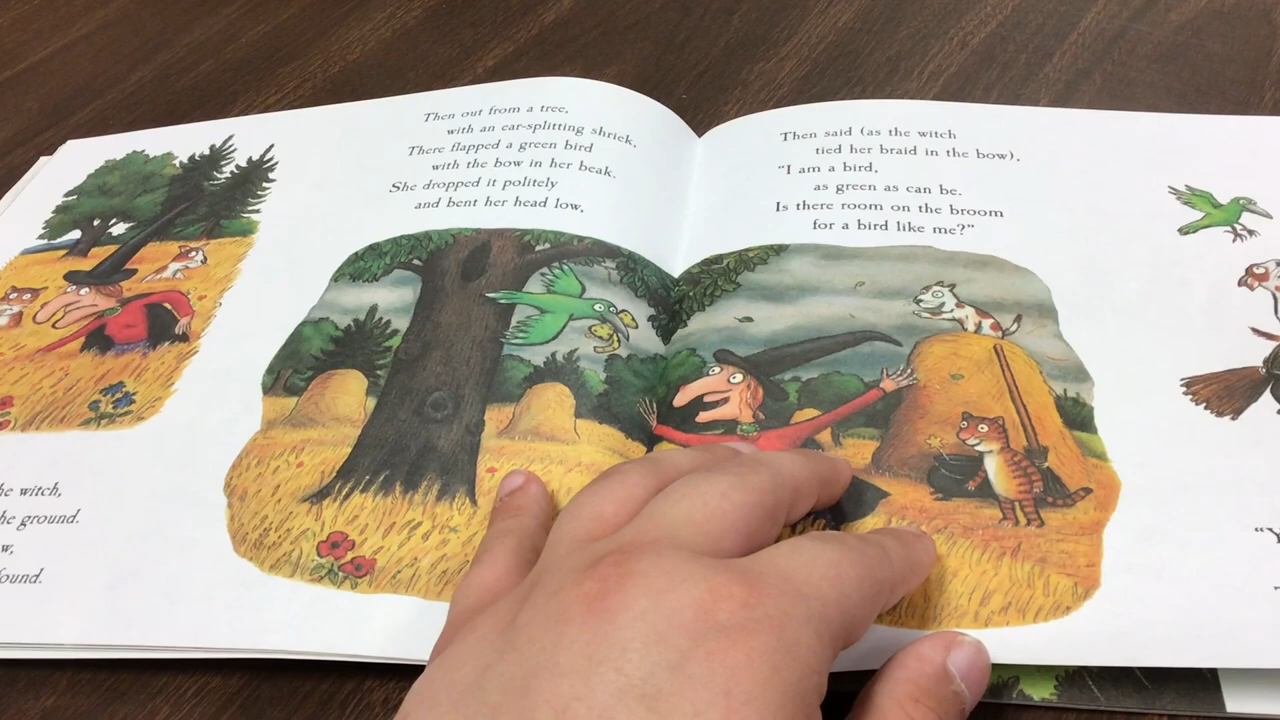 Then out from a tree,
with an ear-splitting shriek,
There flapped a green bird
with the bow in her beak.
She dropped it politely
and bent her head low,
he witch,
he ground.
w,
ound.
Then said (as the witch
tied her braid in the bow),
“I am a bird,
as green as can be.
Is there room on the broom
for a bird like me?”
“Y